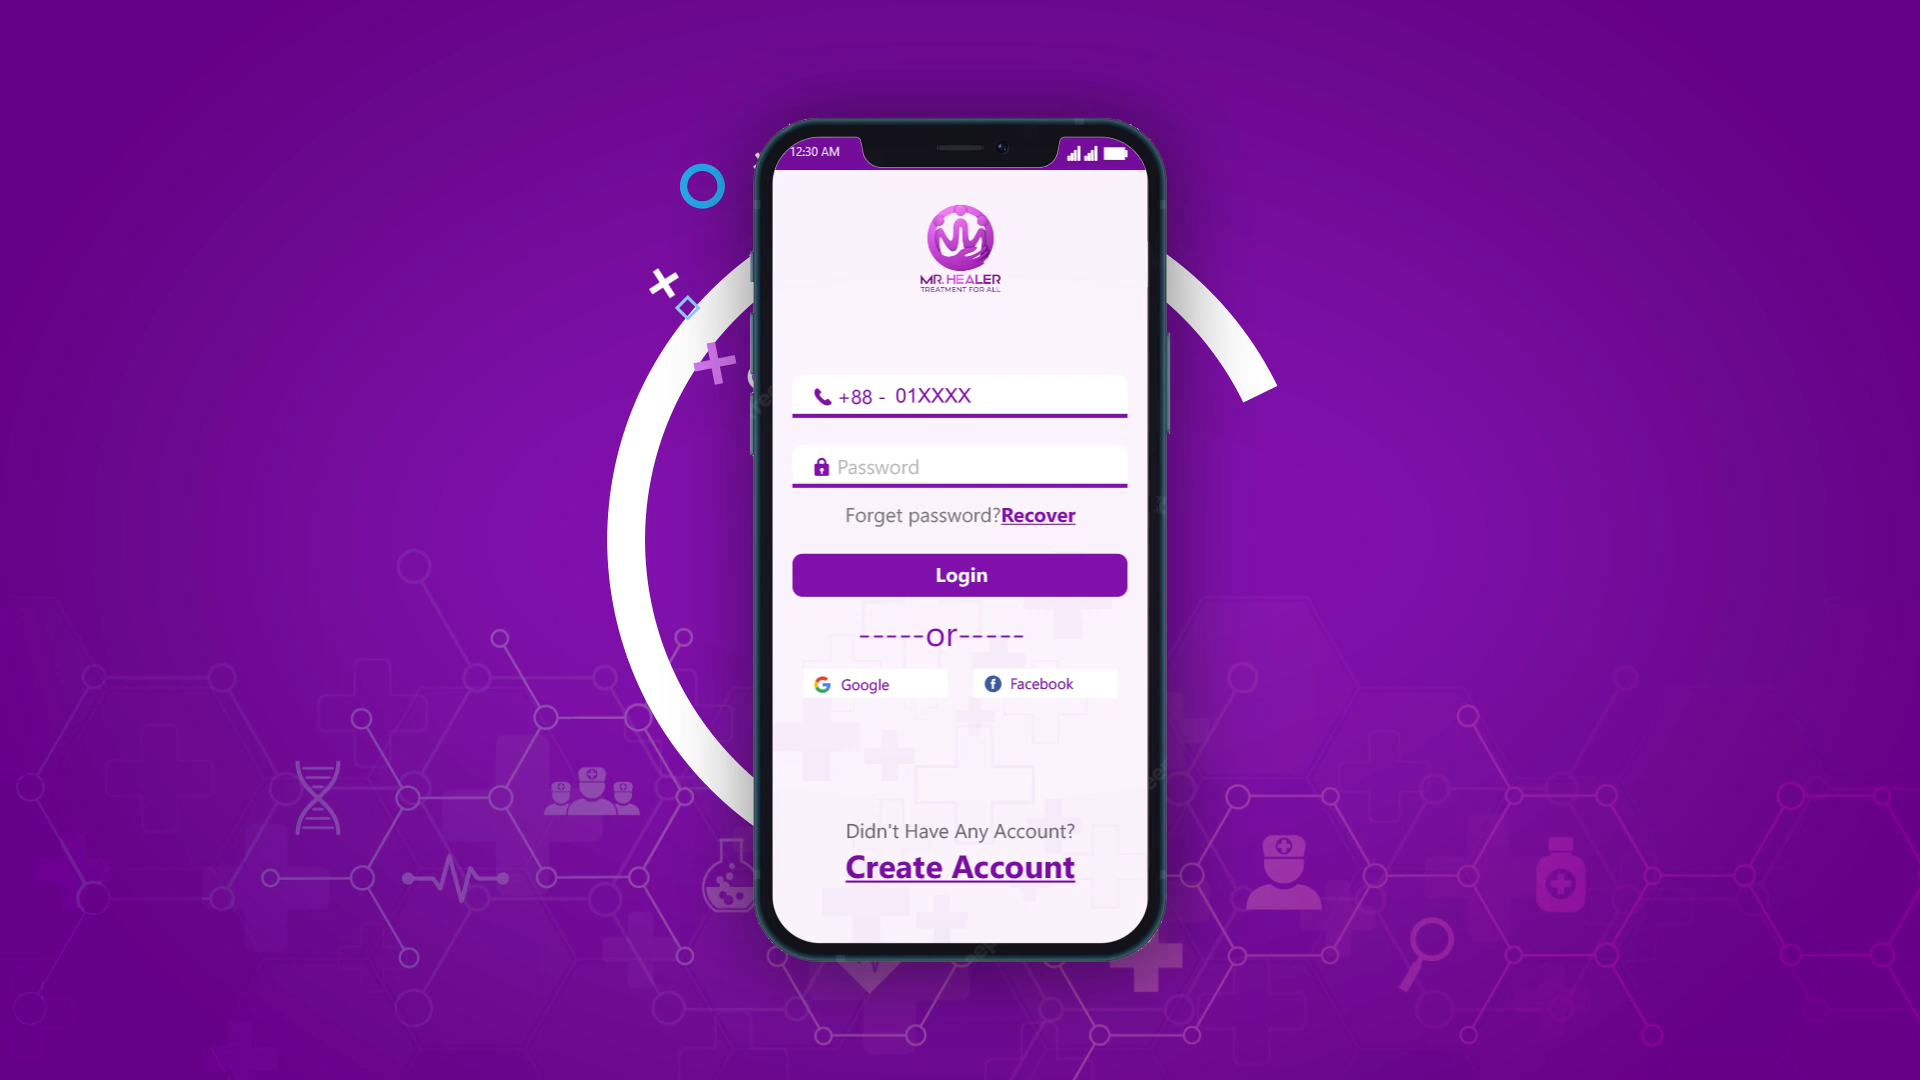 12:30 AM
MR. HEALER
TREATMENT FOR ALL
+88 - 01XXXX
Password
Forget password?Recover
Login
-----or-----
Google
Facebook
Didn't Have Any Account?
Create Account